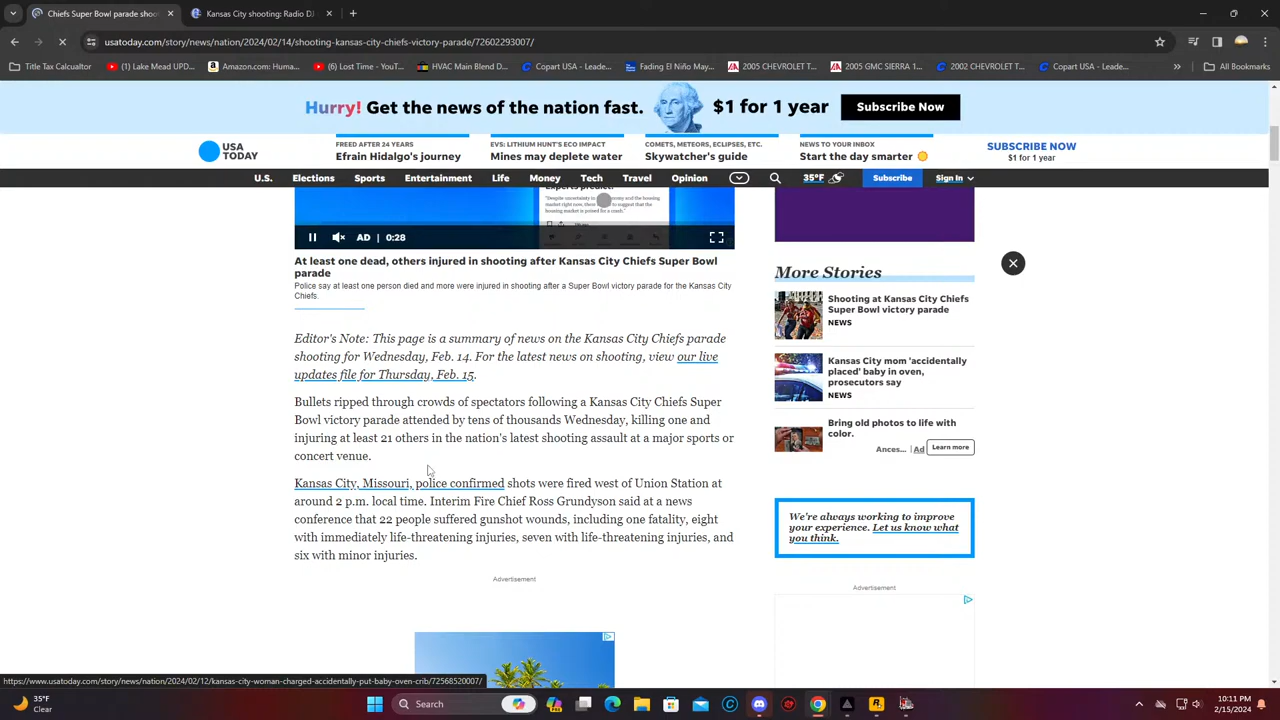 Chiefs parade shooting: D
shooting Radio DJ
usatoday.com/story/news/nation/2024/02/14/shooting-kansas-city-chiefs-victory-parade/72602293007/
Title Tax Calcualtor
(1) Lake Mead UPD...
Amazon.com: Huma...
(6) Lost Time - YouT...
HVAC Main Blend D...
Copart USA - Leade...
Fading El Niño May...
2005 CHEVROLET T...
2005 GMC SIERRA 1...
2002 CHEVROLET T...
Copart USA - Leade...
All Bookmarks
Hurry! Get the news of the nation fast.
$1 for 1 year
Subscribe Now
USA
TODAY
FREED AFTER 24 YEARS
Efrain Hidalgo's journey
EVS: LITHIUM HUNT'S ECO IMPACT
Mines may deplete water
COMETS, METEORS, ECLIPSES, ETC.
Skywatcher's guide
NEWS TO YOUR INBOX
Start the day smarter
SUBSCRIBE NOW
$1 for 1 year
U.S. Elections Sports Entertainment Life Money Tech Travel Opinion 35°F Subscribe Sign In
"Despite uncertainty in
market right now, them
housing market is poised for a crash."
AD | 0:28
At least one dead, others injured in shooting after Kansas City Chiefs Super Bowl
parade
Police say at least one person died and more were injured in shooting after a Super Bowl victory parade for the Kansas City
Chiefs.
Editor's Note: This page is a summary of news on the Kansas City Chiefs parade
shooting for Wednesday, Feb. 14. For the latest news on shooting, view our live
updates file for Thursday, Feb. 15.
Bullets ripped through crowds of spectators following a Kansas City Chiefs Super
Bowl victory parade attended by tens of thousands Wednesday, killing one and
injuring at least 21 others in the nation's latest shooting assault at a major sports or
concert venue.
Kansas City, Missouri, police confirmed shots were fired west of Union Station at
around 2 p.m. local time. Interim Fire Chief Ross Grundyson said at a news
conference that 22 people suffered gunshot wounds, including one fatality, eight
with immediately life-threatening injuries, seven with life-threatening injuries, and
six with minor injuries.
Advertisement
More Stories
Shooting at Kansas City Chiefs
Super Bowl victory parade
NEWS
Kansas City mom 'accidentally
placed' baby in oven,
prosecutors say
NEWS
Bring old photos to life with
color.
Ances... | Ad
Learn more
We're always working to improve
your experience. Let us know what
you think.
Advertisement
https://www.usatoday.com/story/news/nation/2024/02/12/kansas-city-woman-charged-accidentally-put-baby-oven-crib/72568520007/
35°F
Clear
Search
10:11 PM
2/15/2024